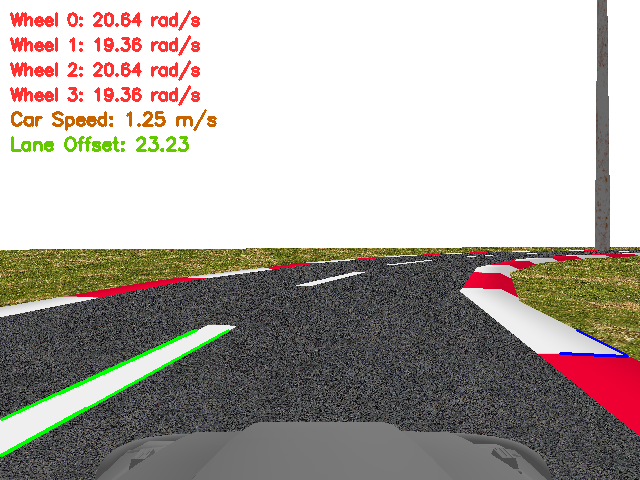 Wheel 0: 20.64 rad/s
Wheel 1: 19.36 rad/s
Wheel 2: 20.64 rad/s
Wheel 3: 19.36 rad/s
Car Speed: 1.25 m/s
Lane Offset: 23.23